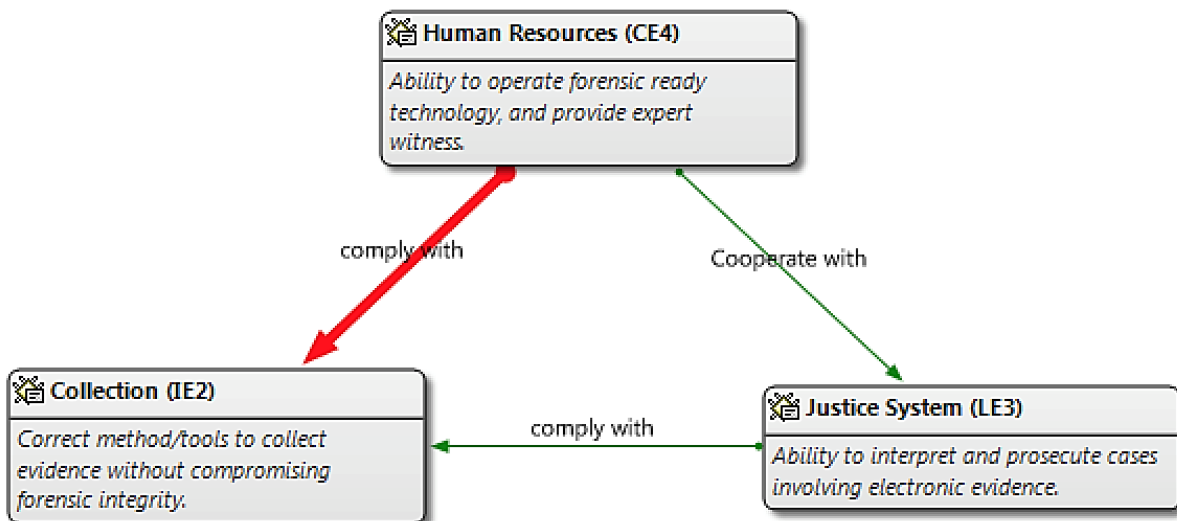 Human Resources (CE4)
Ability to operate forensic ready
technology, and provide expert
witness.
comply with
Cooperate with
Collection (IE2)
Correct method/tools to collect
evidence without compromising
forensic integrity.
comply with
Justice System (LE3)
Ability to interpret and prosecute cases
involving electronic evidence.